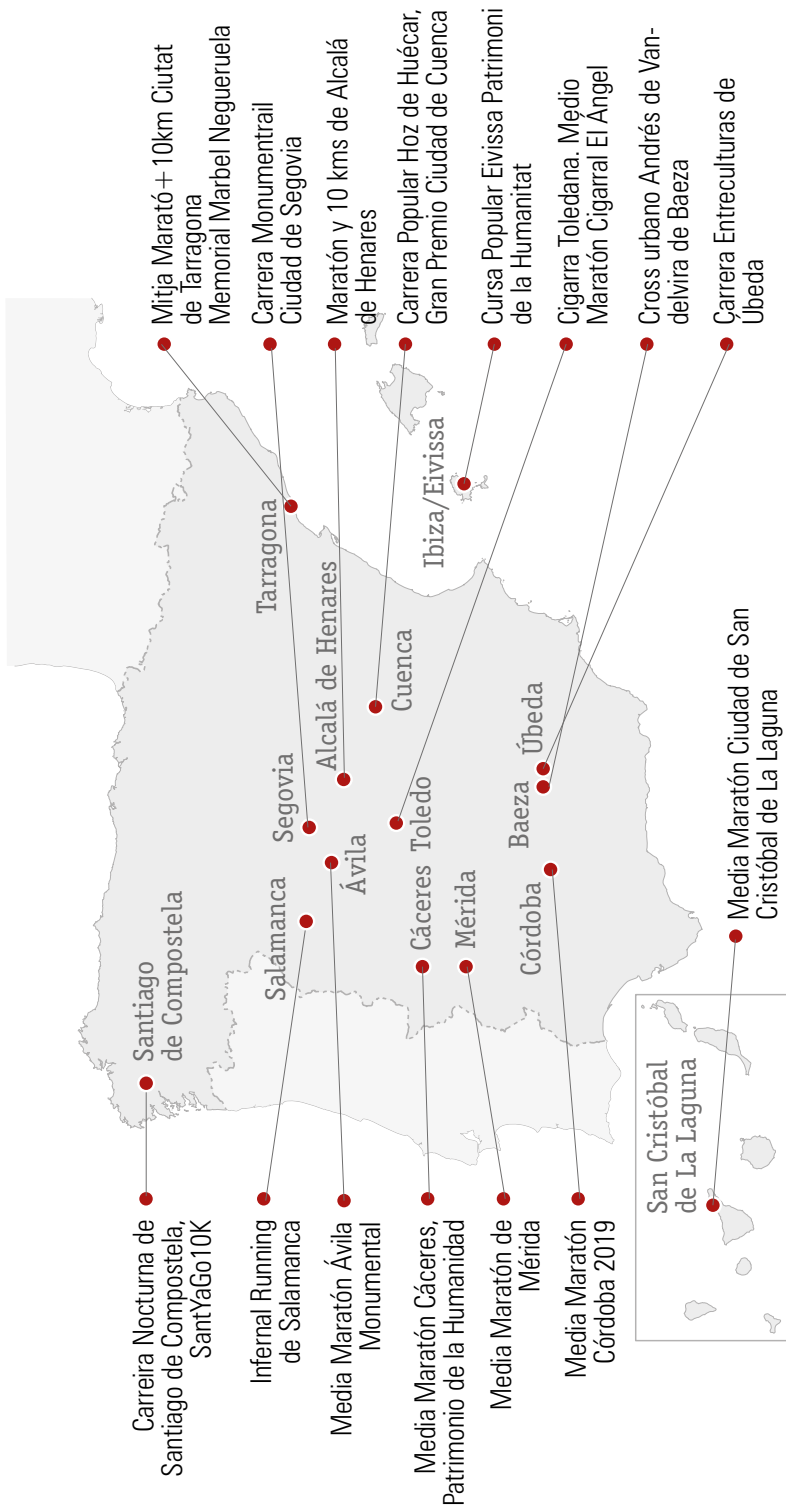 Carreira Nocturna de
Santiago de Compostela,
SantYaGo10K
Infernal Running
de Salamanca
Media Maratón Ávila
Monumental
Media Maratón Cáceres,
Patrimonio de la Humanidad
Media Maratón de
Mérida
Media Maratón
Córdoba 2019
Santiago
de Compostela
Salamanca
Segovia
Ávila
Alcalá de Henares
Tarragona
Cuenca
Toledo
Cáceres
Mérida
Córdoba
Baeza
Úbeda
Ibiza/Eivissa
San Cristóbal
de La Laguna
Mitja Marató+10km Ciutat
de Tarragona
Memorial Marbel Negueruela
Carrera Monumentrail
Ciudad de Segovia
Maratón y 10 kms de Alcalá
de Henares
Carrera Popular Hoz de Huécar,
Gran Premio Ciudad de Cuenca
Cursa Popular Eivissa Patrimoni
de la Humanitat
Cigarra Toledana. Medio
Maratón Cigarral El Ángel
Cross urbano Andrés de Van-
delvira de Baeza
Carrera Entreculturas de
Úbeda
Media Maratón Ciudad de San
Cristóbal de La Laguna